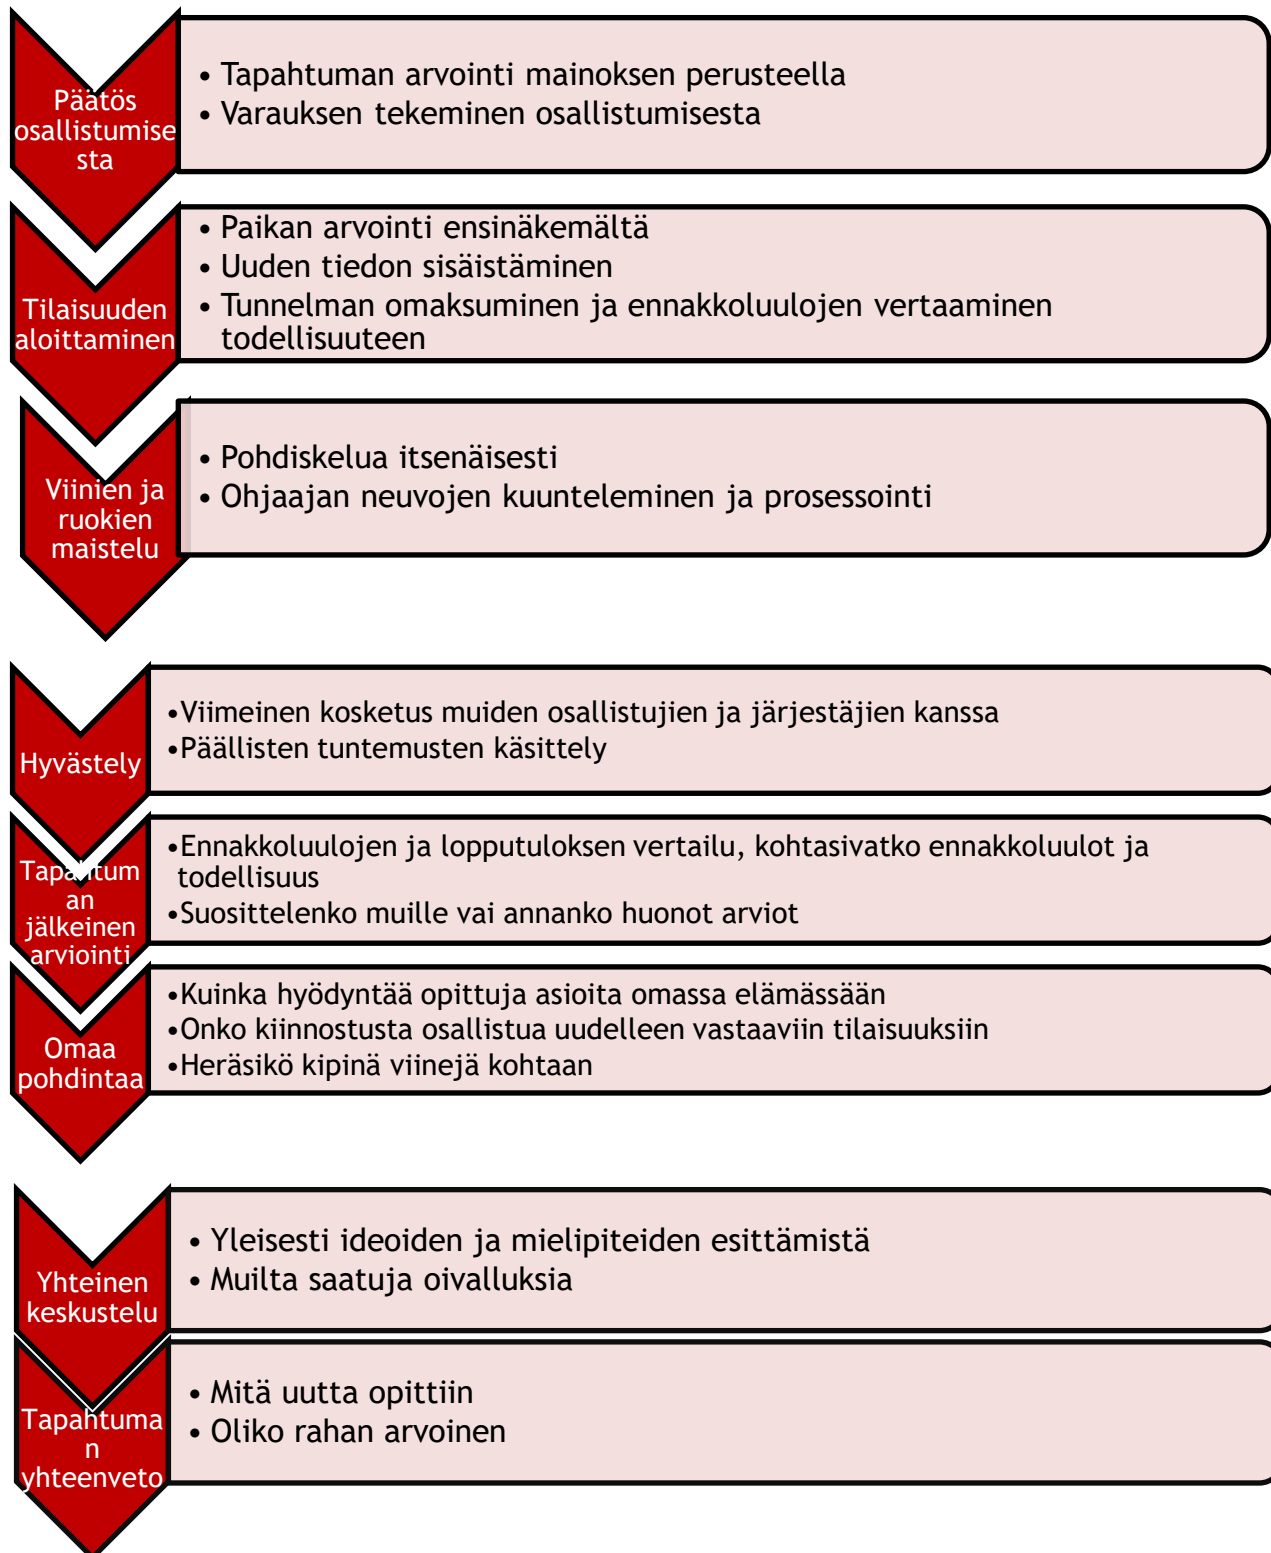 Päätös
osallistumise
sta
• Tapahtuman arvointi mainoksen perusteella
• Varauksen tekeminen osallistumisesta
Tilaisuuden
aloittaminen
• Paikan arvointi ensinäkemältä
• Uuden tiedon sisäistäminen
• Tunnelman omaksuminen ja ennakkoluulojen vertaaminen
todellisuuteen
Viinien ja
ruokien
maistelu
• Pohdiskelua itsenäisesti
• Ohjaajan neuvojen kuunteleminen ja prosessointi
Hyvästely
•Viimeinen kosketus muiden osallistujien ja järjestäjien kanssa
•Päällisten tuntemusten käsittely
Tapahtum
an
jälkeinen
arviointi
•Ennakkoluulojen ja lopputuloksen vertailu, kohtasivatko ennakkoluulot ja
todellisuus
•Suosittelenko muille vai annanko huonot arviot
Omaa
pohdintaa
•Kuinka hyödyntää opittuja asioita omassa elämässään
•Onko kiinnostusta osallistua uudelleen vastaaviin tilaisuuksiin
•Heräsikö kipinä viinejä kohtaan
Yhteinen
keskustelu
• Yleisesti ideoiden ja mielipiteiden esittämistä
• Muilta saatuja oivalluksia
Tapahtuma
n
yhteenveto
• Mitä uutta opittiin
• Oliko rahan arvoinen